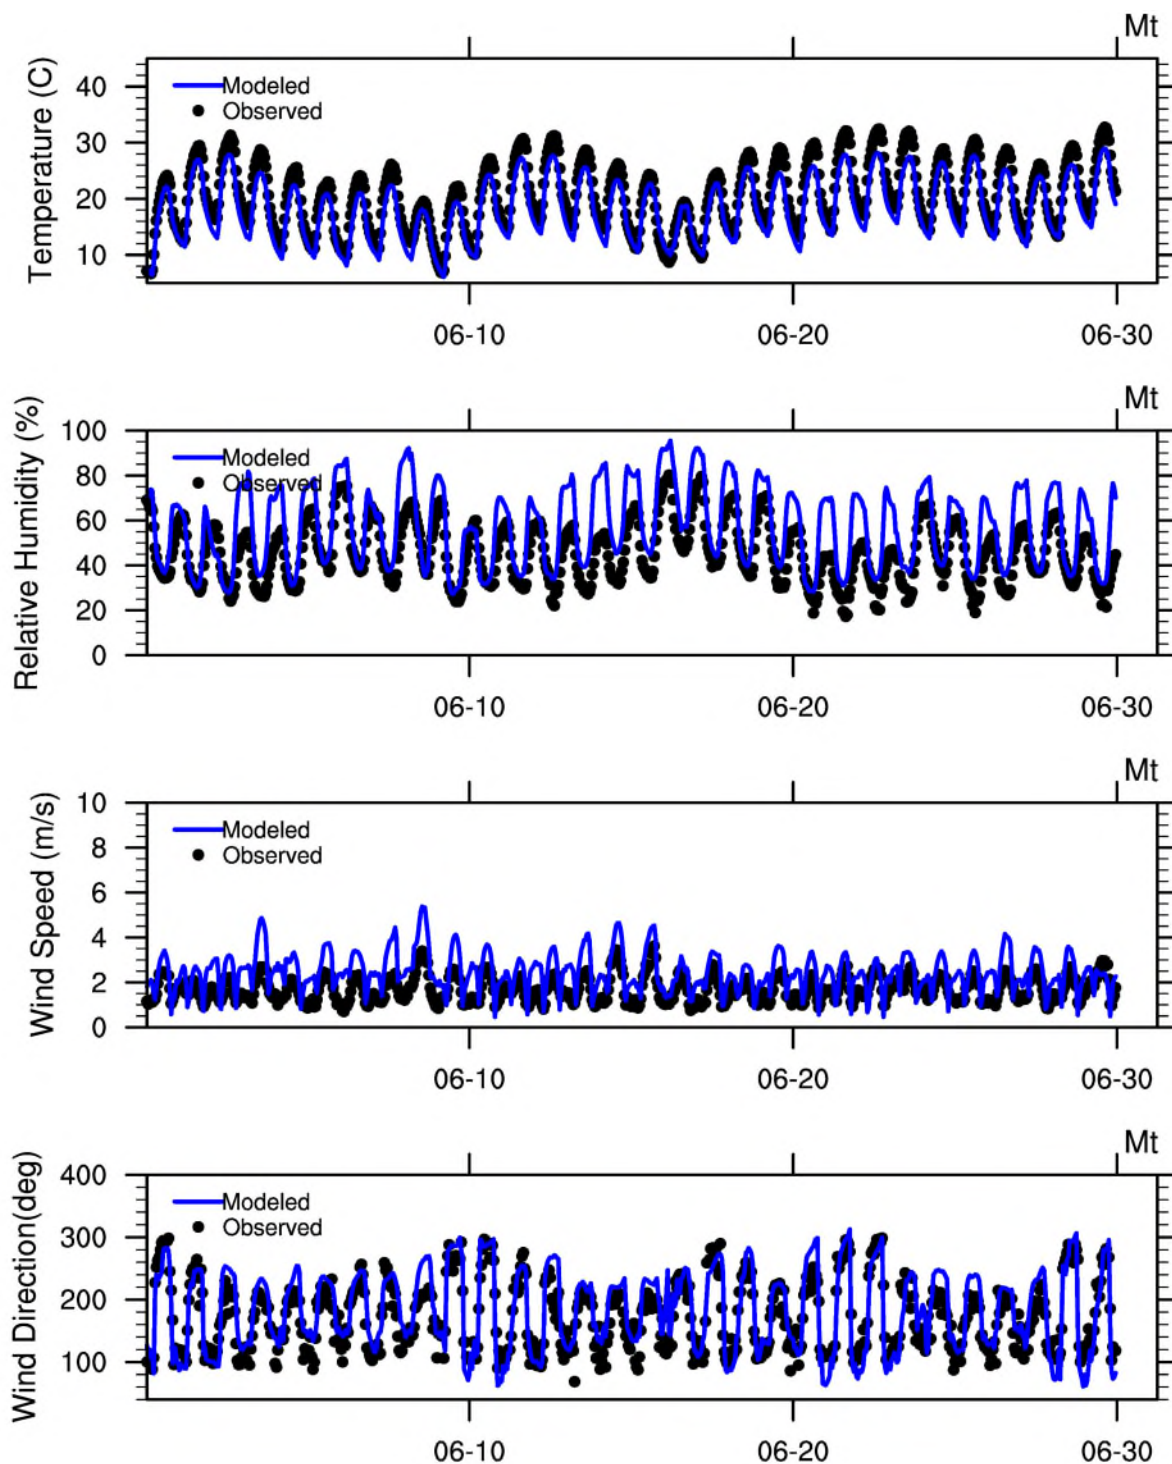 Mt
Temperature (C)
40
30
20
10
Modeled
Observed
06-10 06-20 06-30
Mt
Relative Humidity (%)
100
80
60
40
20
0
Modeled
Observed
06-10 06-20 06-30
Mt
Wind Speed (m/s)
10
8
6
4
2
0
Modeled
Observed
06-10 06-20 06-30
Mt
Wind Direction(deg)
400
300
200
100
Modeled
Observed
06-10 06-20 06-30